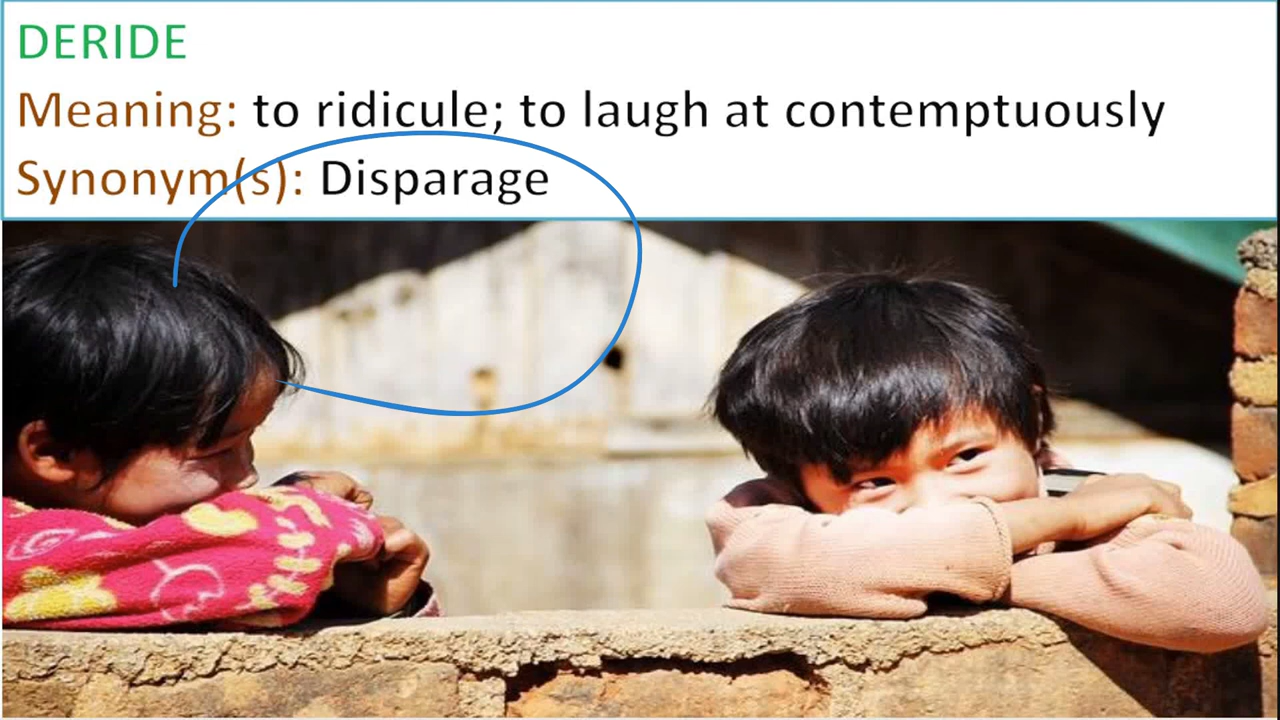 DERIDE
Meaning: to ridicule; to laugh at contemptuously
Synonym(s): Disparage